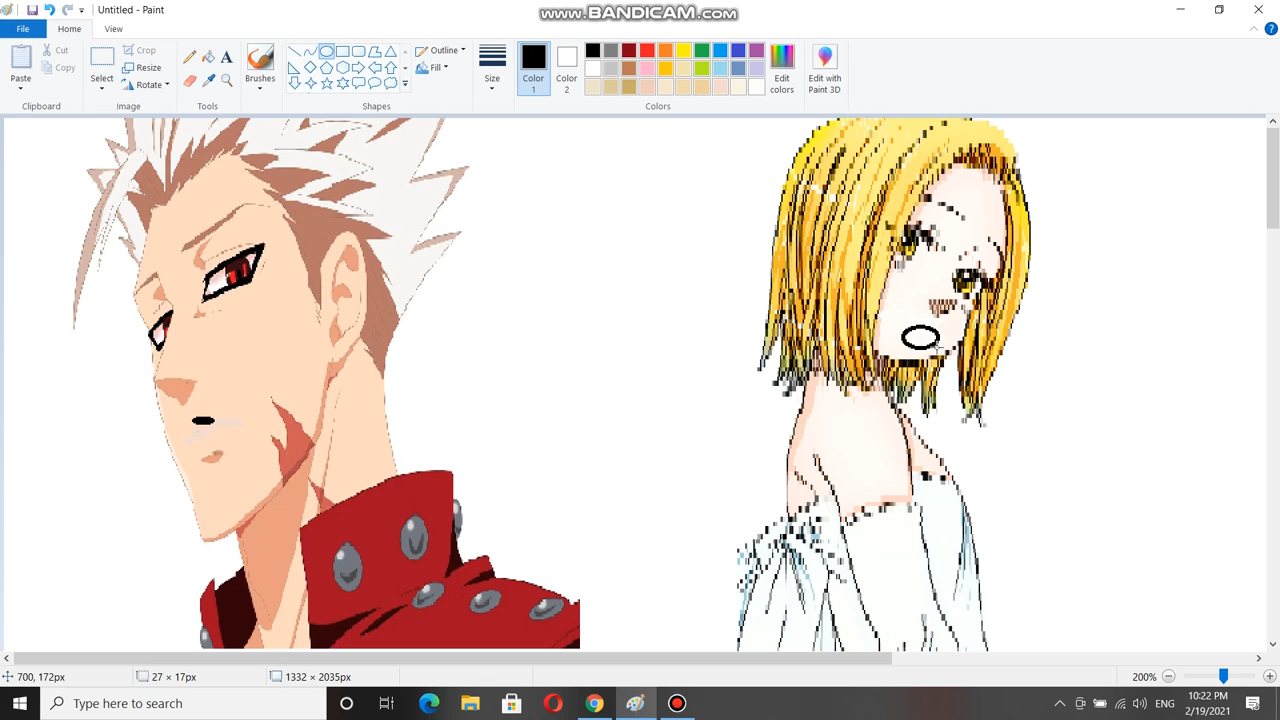 Untitled - Paint
www.BANDICAM.com
File
Home
View
Paste
Cut
Copy
Clipboard
Select
Crop
Resize
Rotate
Image
Tools
Brushes
Shapes
Outline
Fill
Size
Color 1
Color 2
Edit colors
Colors
Edit with Paint 3D
700, 172px
27 × 17px
1332 × 2035px
200%
Type here to search
ENG
10:22 PM
2/19/2021